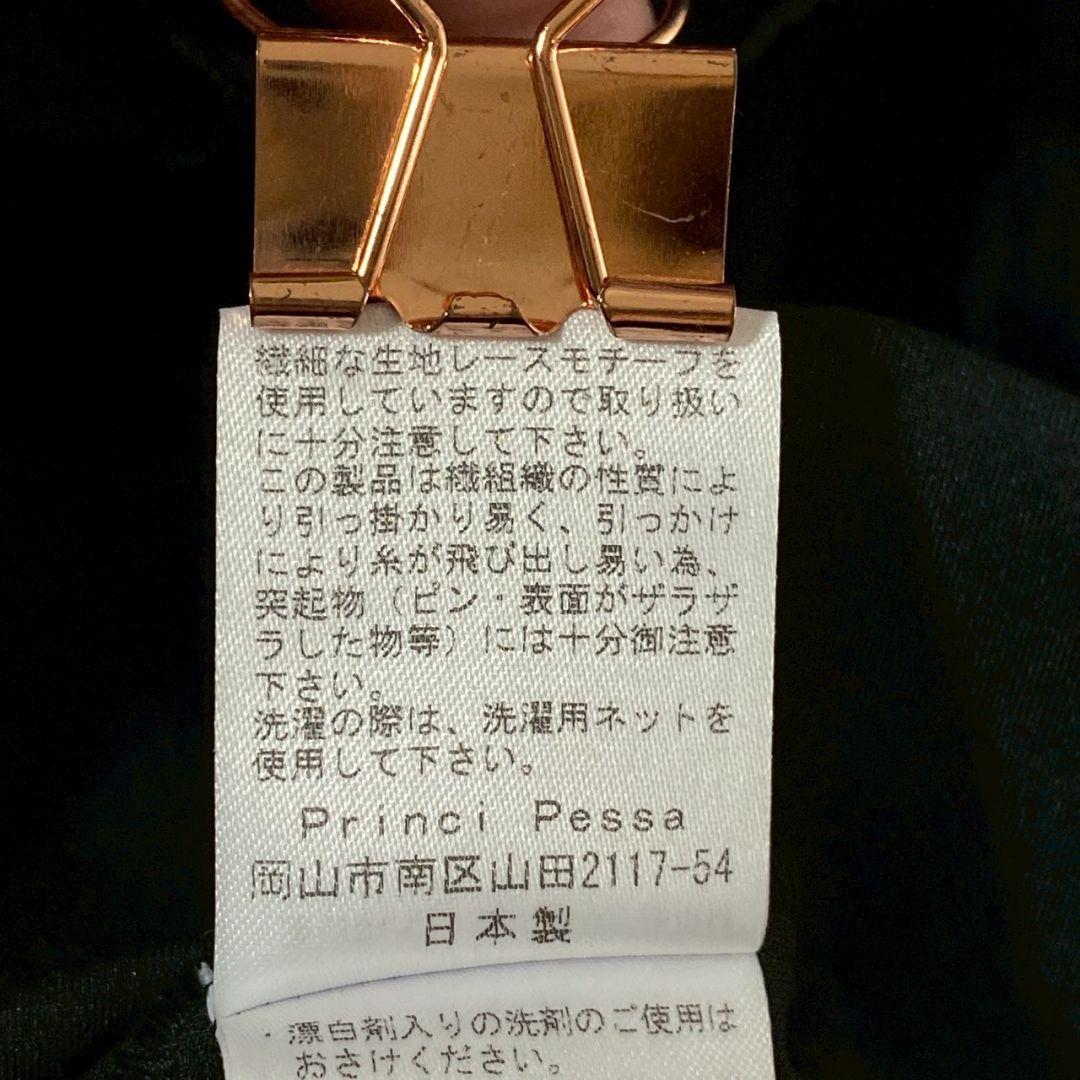 繊細な生地レースモチーフを
使用していますので取り扱い
に十分注意して下さい。
この製品は繊組織の性質によ
り引っ掛かり易く、引っかけ
により糸が飛び出し易い為、
突起物（ピン・表面がザラザ
ラした物等）には十分御注意
下さい。
洗濯の際は、洗濯用ネットを
使用して下さい。
Princi Pessa
岡山市南区山田2117-54
日本製
・漂白剤入りの洗剤のご使用は
おさけください。